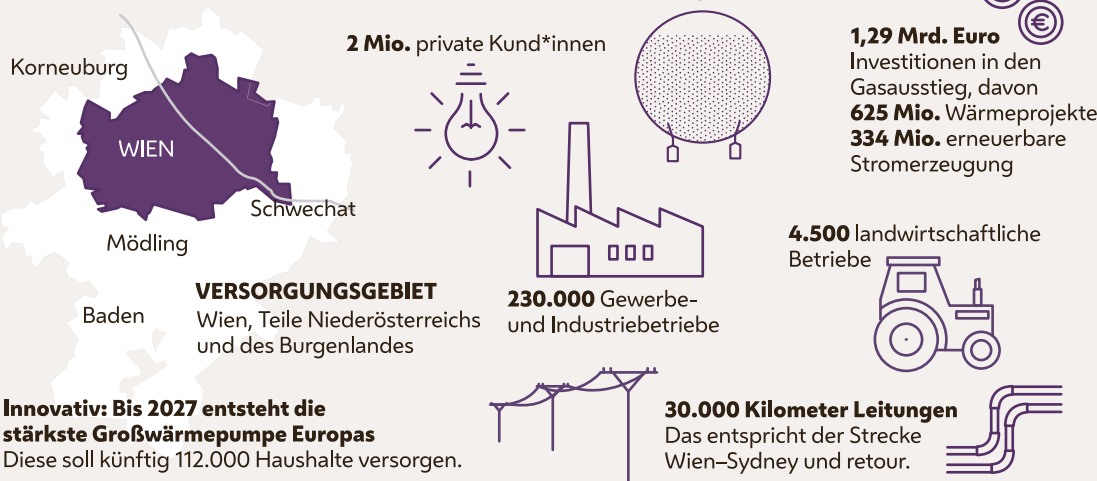 Korneuburg
WIEN
Schwechat
Mödling
Baden
VERSORGUNGSGEBIET
Wien, Teile Niederösterreichs
und des Burgenlandes
2 Mio. private Kund*innen
230.000 Gewerbe-
und Industriebetriebe
€
1,29 Mrd. Euro
Investitionen in den
Gasausstieg, davon
625 Mio. Wärmeprojekte
334 Mio. erneuerbare
Stromerzeugung
4.500 landwirtschaftliche
Betriebe
Innovativ: Bis 2027 entsteht die
stärkste Großwärmepumpe Europas
Diese soll künftig 112.000 Haushalte versorgen.
30.000 Kilometer Leitungen
Das entspricht der Strecke
Wien–Sydney und retour.